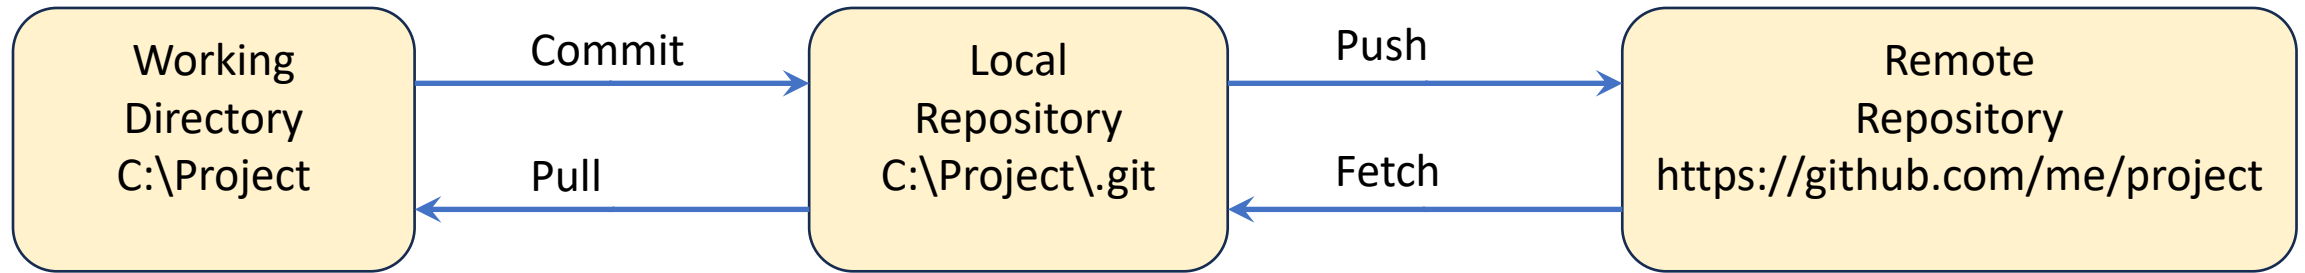 Working
Directory
C:\Project
Commit
Pull
Local
Repository
C:\Project\.git
Push
Fetch
Remote
Repository
https://github.com/me/project